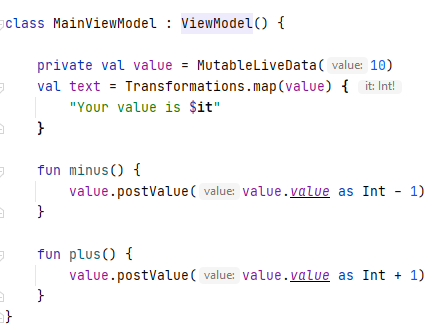 class MainViewModel : ViewModel() {
private val value = MutableLiveData( value: 10)
val text = Transformations.map(value) { it: Int!
"Your value is $it"
}
fun minus() {
value.postValue( value: value.value as Int - 1)
}
fun plus() {
value.postValue( value: value.value as Int + 1)
}
}